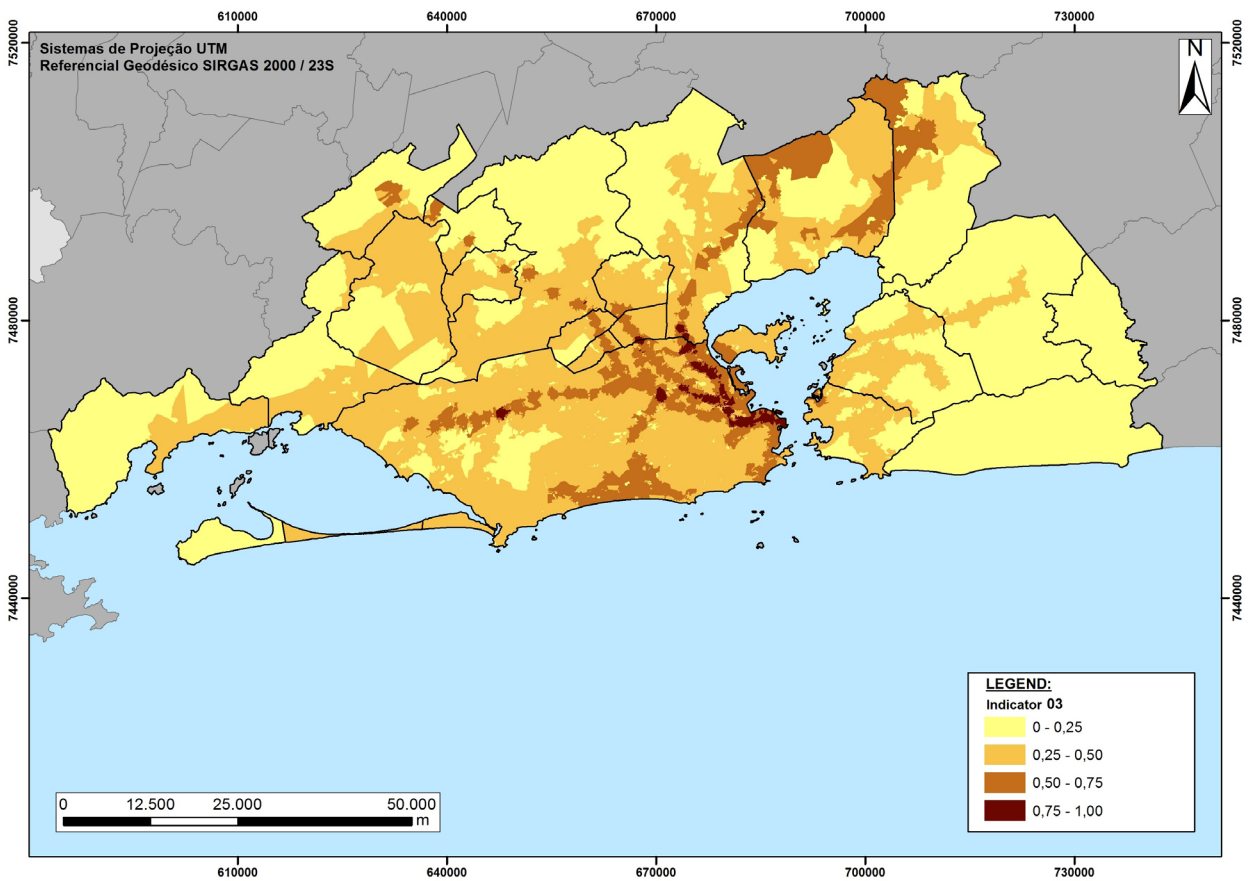 610000 640000 670000 700000 730000
7520000 7520000
Sistemas de Projeção UTM
Referencial Geodésico SIRGAS 2000 / 23S
N
7480000 7480000
7440000 7440000
LEGEND:
Indicator 03
0 - 0,25
0,25 - 0,50
0,50 - 0,75
0,75 - 1,00
0 12.500 25.000 50.000
m
610000 640000 670000 700000 730000